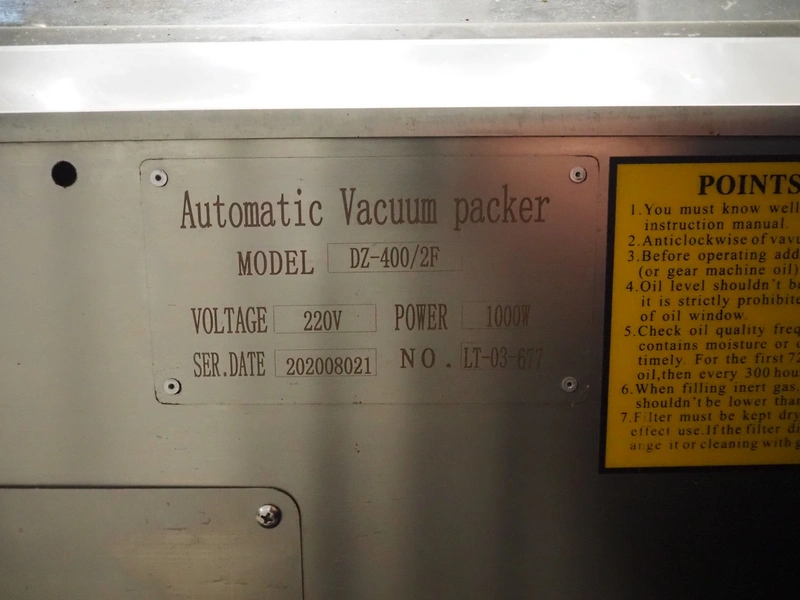 Automatic Vacuum packer
MODEL DZ-400/2F
VOLTAGE 220V POWER 1000W
SER.DATE 202008021 NO. LT-03-677
POINTS
1.You must know well
instruction manual.
2.Anticlockwise of vavu
3.Before operating add
(or gear machine oil)
4.Oil level shouldn't b
it is strictly prohibite
of oil window.
5.Check oil quality freq
contains moisture or
timely. For the first 72
oil,then every 300 hou
6.When filling inert gas,
shouldn't be lower than
7.Filter must be kept dry
effect use.If the filter di
ange it or cleaning with